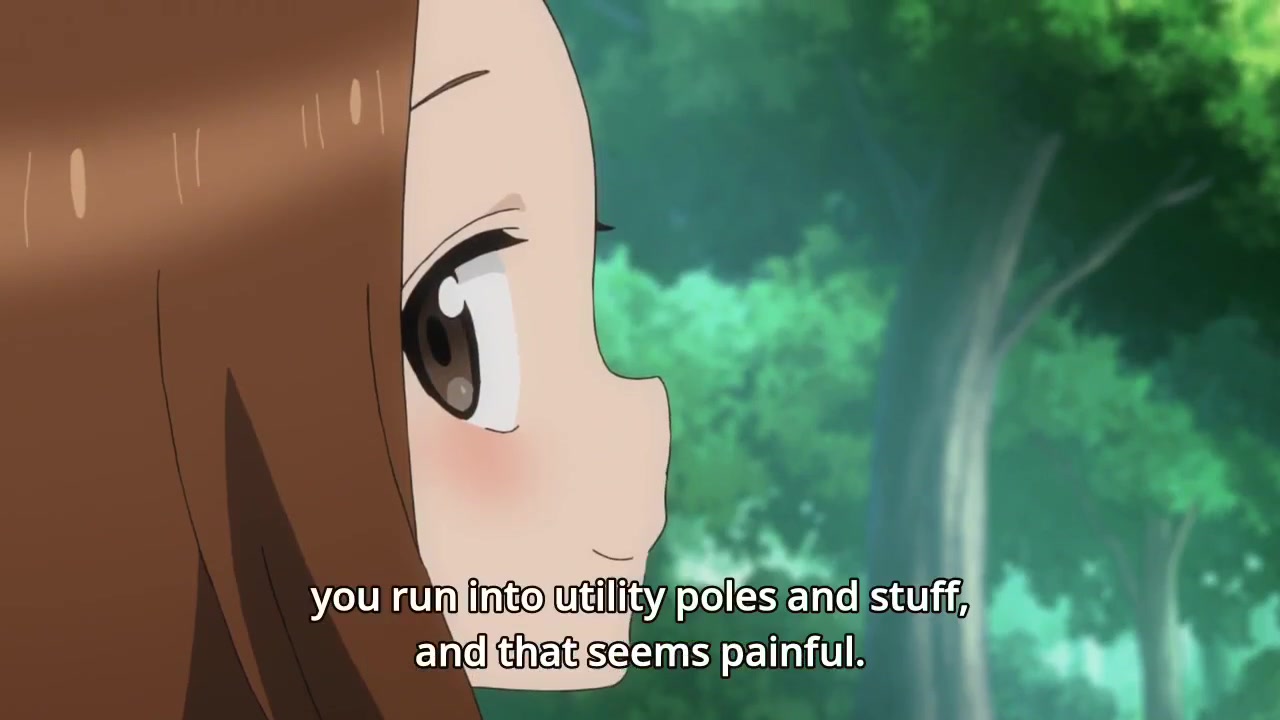 you run into utility poles and stuff,
and that seems painful.